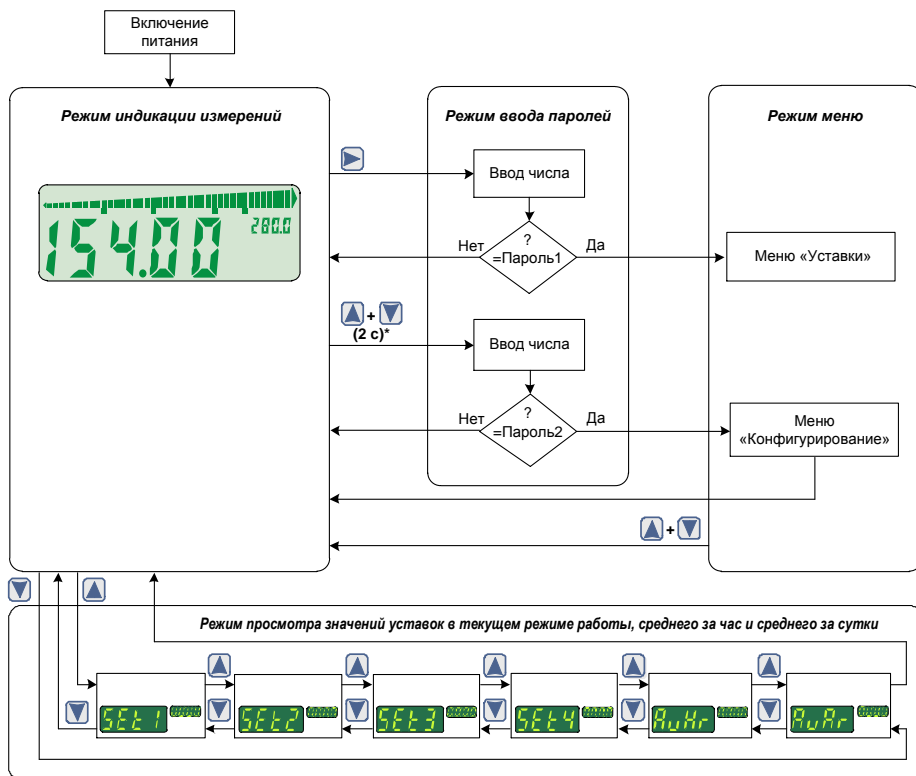 Включение
питания
Режим индикации измерений
Режим ввода паролей
Режим меню
154.00
280.0
Ввод числа
?
=Пароль1
Нет
Да
Меню «Уставки»
+
(2 с)*
Ввод числа
?
=Пароль2
Нет
Да
Меню
«Конфигурирование»
+
Режим просмотра значений уставок в текущем режиме работы, среднего за час и среднего за сутки
SEt 1
SEt2
SEt3
SEt4
AvHr
AvAr